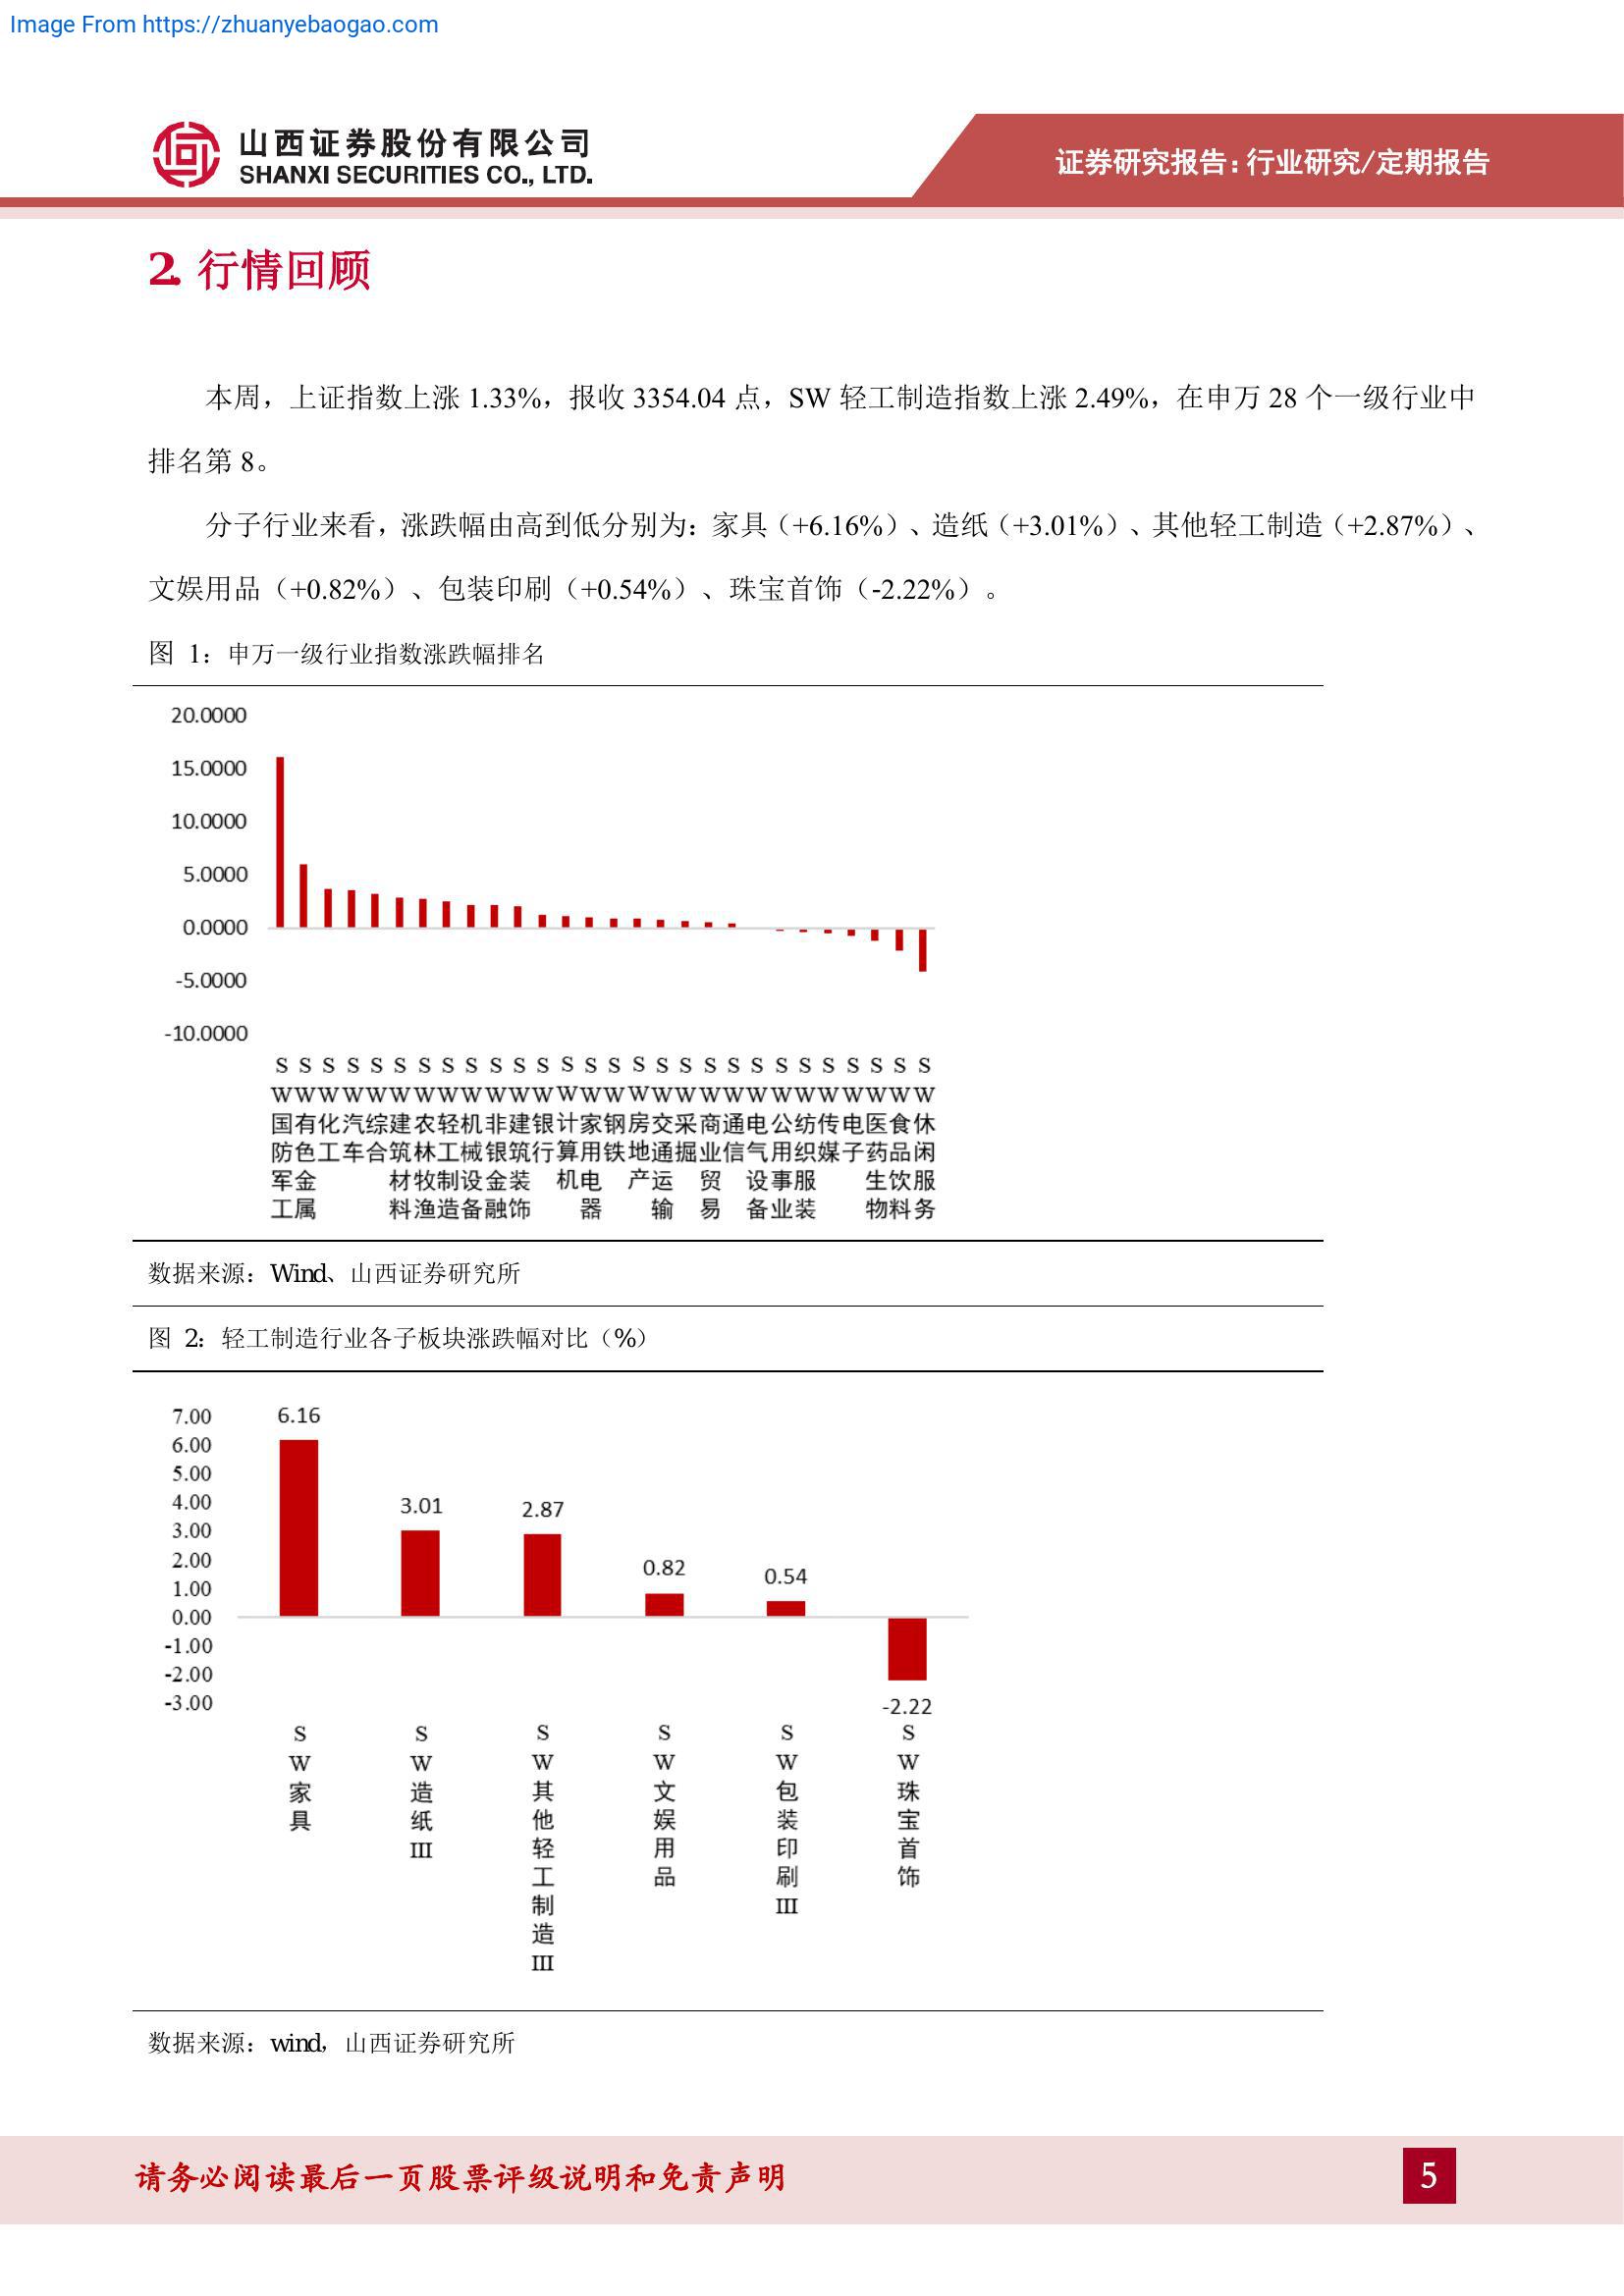 Image From https://zhuanyebaogao.com
山西证券股份有限公司
SHANXI SECURITIES CO., LTD.
证券研究报告:行业研究/定期报告
2. 行情回顾
本周，上证指数上涨 1.33%，报收 3354.04 点，SW 轻工制造指数上涨 2.49%，在申万 28 个一级行业中
排名第 8。
分子行业来看，涨跌幅由高到低分别为：家具（+6.16%）、造纸（+3.01%）、其他轻工制造（+2.87%）、
文娱用品（+0.82%）、包装印刷（+0.54%）、珠宝首饰（-2.22%）。
图 1：申万一级行业指数涨跌幅排名
20.0000
15.0000
10.0000
5.0000
0.0000
-5.0000
-10.0000
SW国防军工
SW有色金属
SW化工
SW汽车
SW综合
SW建筑材料
SW农林牧渔
SW轻工制造
SW机械设备
SW非银金融
SW建筑装饰
SW银行
SW计算机
SW家用电器
SW钢铁
SW房地产
SW交通运输
SW采掘
SW商业贸易
SW通信
SW电气设备
SW公用事业
SW纺织服装
SW传媒
SW电子
SW医药生物
SW食品饮料
SW休闲服务
数据来源：Wind、山西证券研究所
图 2：轻工制造行业各子板块涨跌幅对比（%）
7.00
6.00
5.00
4.00
3.00
2.00
1.00
0.00
-1.00
-2.00
-3.00
6.16
3.01
2.87
0.82
0.54
-2.22
SW家具
SW造纸III
SW其他轻工制造III
SW文娱用品
SW包装印刷III
SW珠宝首饰
数据来源：wind，山西证券研究所
请务必阅读最后一页股票评级说明和免责声明
5